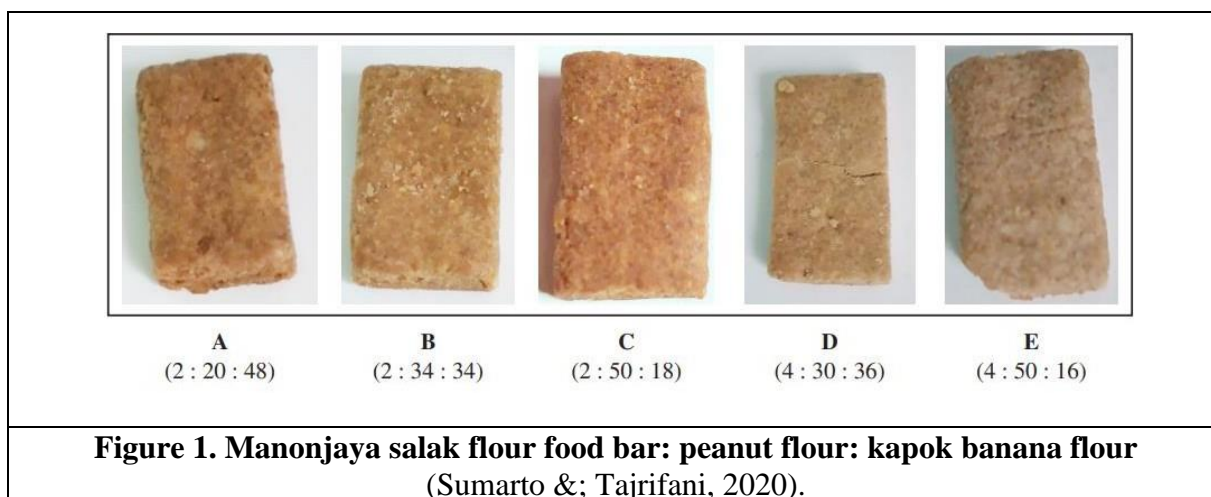 A B C D E
(2 : 20 : 48) (2 : 34 : 34) (2 : 50 : 18) (4 : 30 : 36) (4 : 50 : 16)
Figure 1. Manonjaya salak flour food bar: peanut flour: kapok banana flour
(Sumarto &; Tajrifani, 2020).